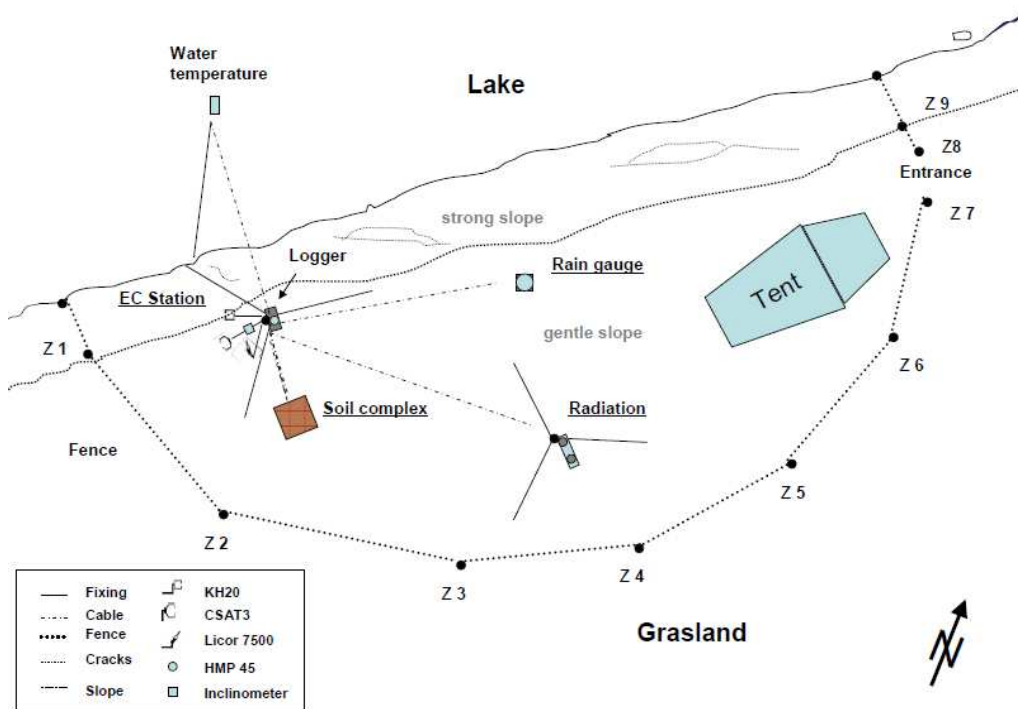 Water
temperature
Lake
Z 9
Z8
Entrance
Z 7
strong slope
Logger
Rain gauge
EC Station
Tent
gentle slope
Z 1
Z 6
Soil complex
Radiation
Fence
Z 5
Z 2
Z 4
Z 3
Grasland
Fixing
KH20
Cable
CSAT3
Fence
Licor 7500
Cracks
HMP 45
Slope
Inclinometer
N